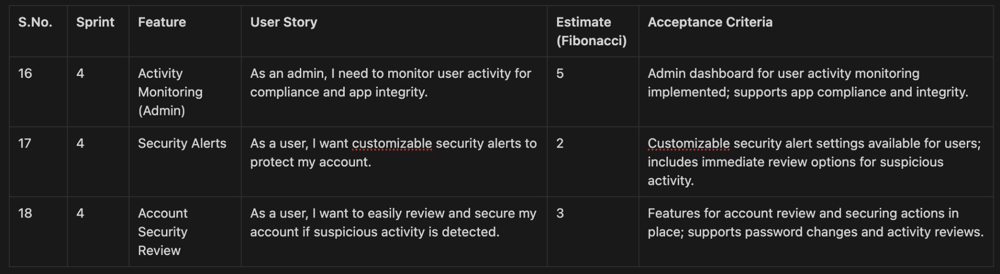 S.No. Sprint Feature User Story Estimate (Fibonacci) Acceptance Criteria
16 4 Activity Monitoring (Admin) As an admin, I need to monitor user activity for compliance and app integrity. 5 Admin dashboard for user activity monitoring implemented; supports app compliance and integrity.
17 4 Security Alerts As a user, I want customizable security alerts to protect my account. 2 Customizable security alert settings available for users; includes immediate review options for suspicious activity.
18 4 Account Security Review As a user, I want to easily review and secure my account if suspicious activity is detected. 3 Features for account review and securing actions in place; supports password changes and activity reviews.